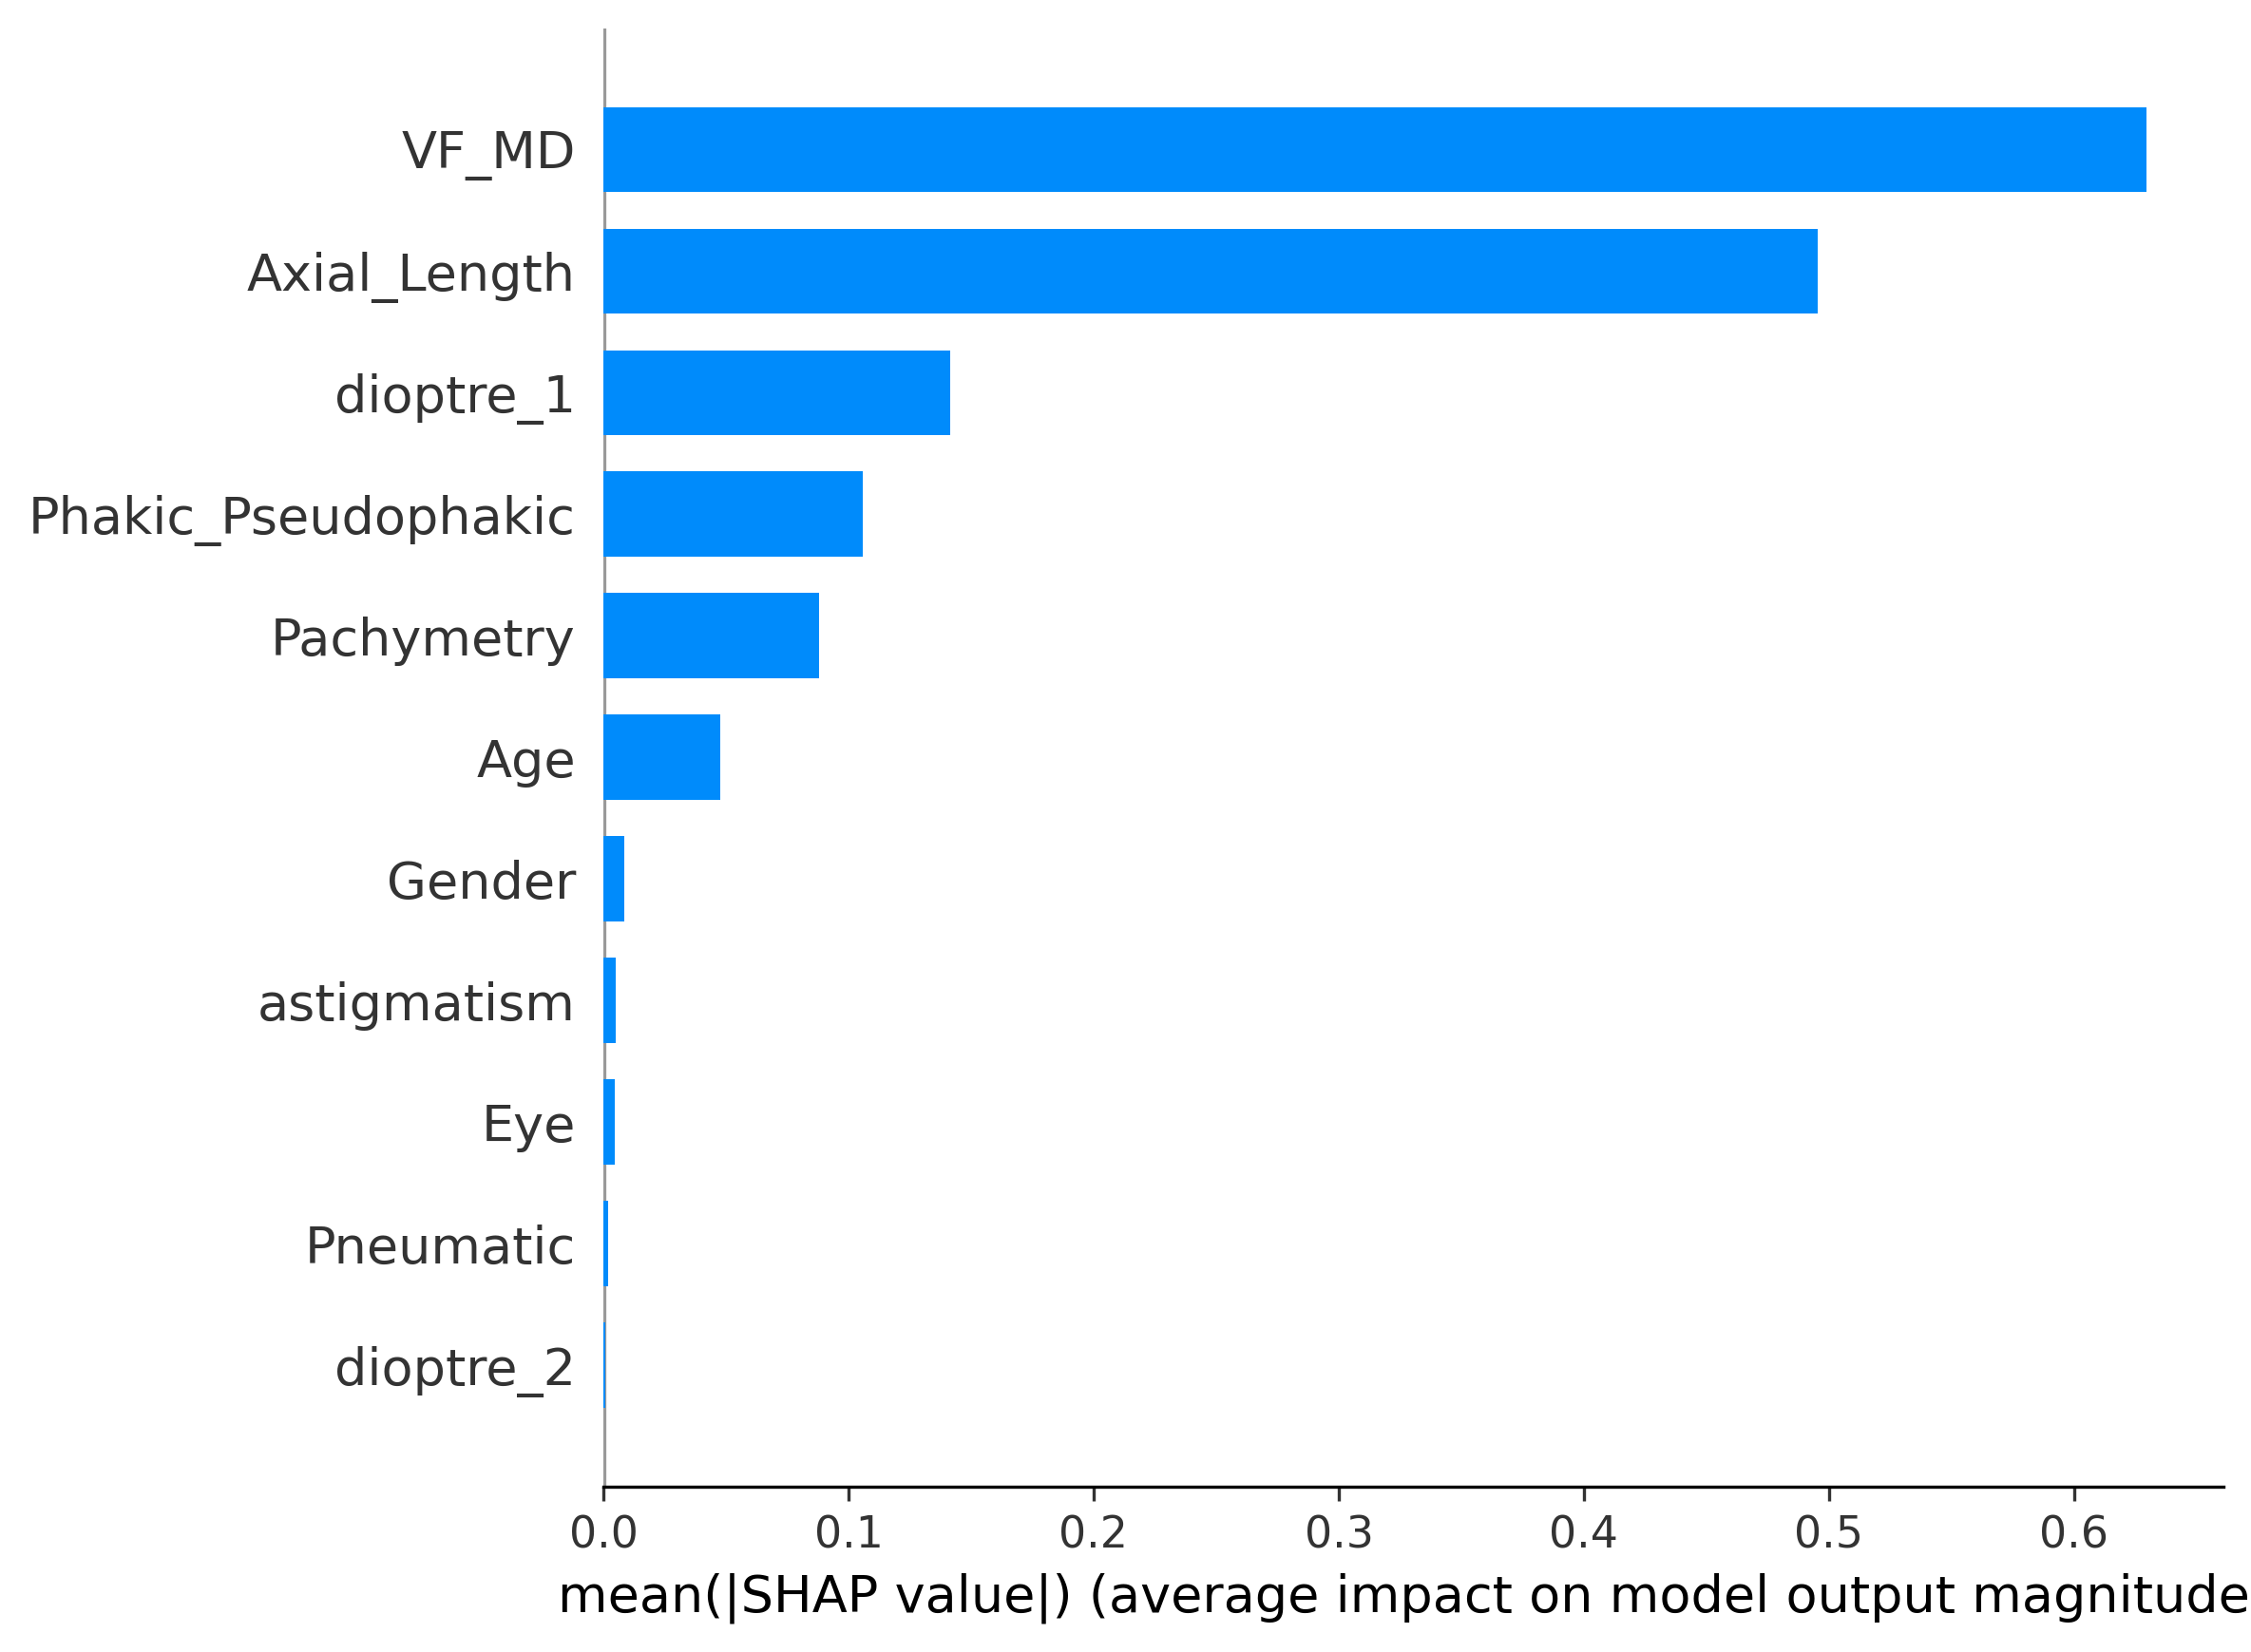 VF_MD
Axial_Length
dioptre_1
Phakic_Pseudophakic
Pachymetry
Age
Gender
astigmatism
Eye
Pneumatic
dioptre_2
0.0 0.1 0.2 0.3 0.4 0.5 0.6
mean(|SHAP value|) (average impact on model output magnitude